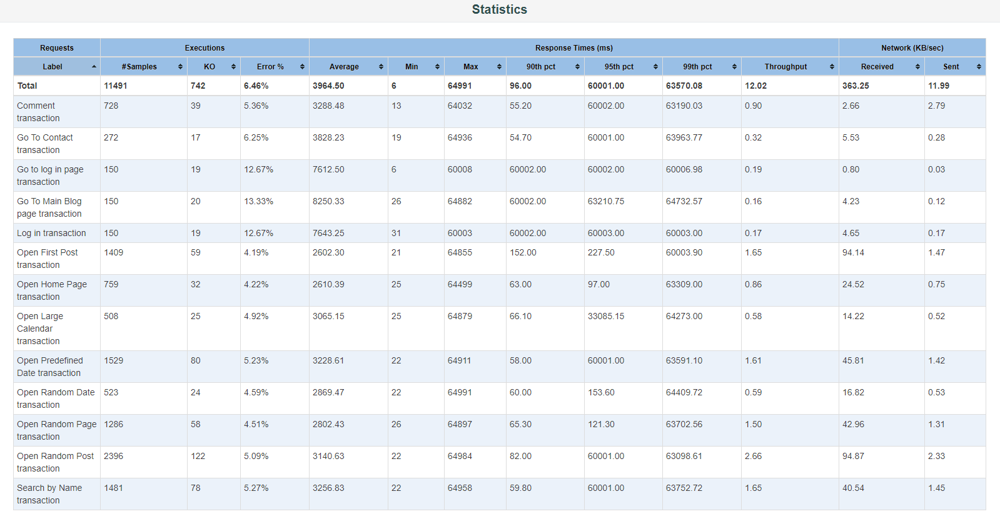 Statistics
Requests Executions Response Times (ms) Network (KB/sec)
Label #Samples KO Error % Average Min Max 90th pct 95th pct 99th pct Throughput Received Sent
Total 11491 742 6.46% 3964.50 6 64991 96.00 60001.00 63570.08 12.02 363.25 11.99
Comment 728 39 5.36% 3288.48 13 64032 55.20 60002.00 63190.03 0.90 2.66 2.79
transaction
Go To Contact 272 17 6.25% 3828.23 19 64936 54.70 60001.00 63963.77 0.32 5.53 0.28
transaction
Go to log in page 150 19 12.67% 7612.50 6 60008 60002.00 60002.00 60006.98 0.19 0.80 0.03
transaction
Go To Main Blog 150 20 13.33% 8250.33 26 64882 60002.00 63210.75 64732.57 0.16 4.23 0.12
page transaction
Log in transaction 150 19 12.67% 7643.25 31 60003 60002.00 60003.00 60003.00 0.17 4.65 0.17
Open First Post 1409 59 4.19% 2602.30 21 64855 152.00 227.50 60003.90 1.65 94.14 1.47
transaction
Open Home Page 759 32 4.22% 2610.39 25 64499 63.00 97.00 63309.00 0.86 24.52 0.75
transaction
Open Large 508 25 4.92% 3065.15 25 64879 66.10 33085.15 64273.00 0.58 14.22 0.52
Calendar
transaction
Open Predefined 1529 80 5.23% 3228.61 22 64911 58.00 60001.00 63591.10 1.61 45.81 1.42
Date transaction
Open Random Date 523 24 4.59% 2869.47 22 64991 60.00 153.60 64409.72 0.59 16.82 0.53
transaction
Open Random Page 1286 58 4.51% 2802.43 26 64897 65.30 121.30 63702.56 1.50 42.96 1.31
transaction
Open Random Post 2396 122 5.09% 3140.63 22 64984 82.00 60001.00 63098.61 2.66 94.87 2.33
transaction
Search by Name 1481 78 5.27% 3256.83 22 64958 59.80 60001.00 63752.72 1.65 40.54 1.45
transaction